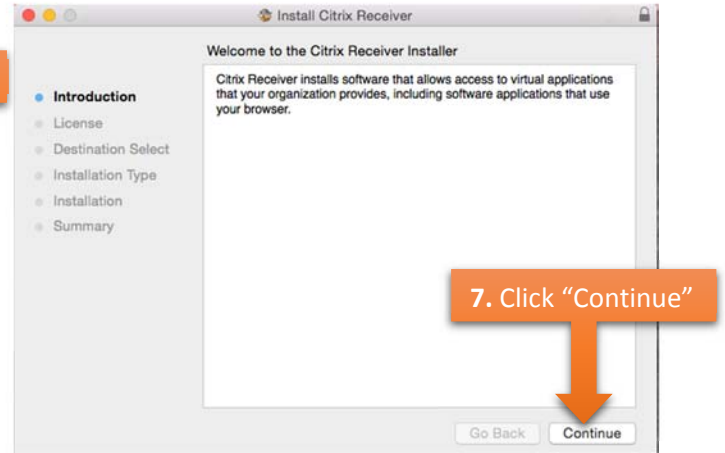 Install Citrix Receiver
Welcome to the Citrix Receiver Installer
Introduction
License
Destination Select
Installation Type
Installation
Summary
Citrix Receiver installs software that allows access to virtual applications
that your organization provides, including software applications that use
your browser.
7. Click “Continue”
Go Back
Continue